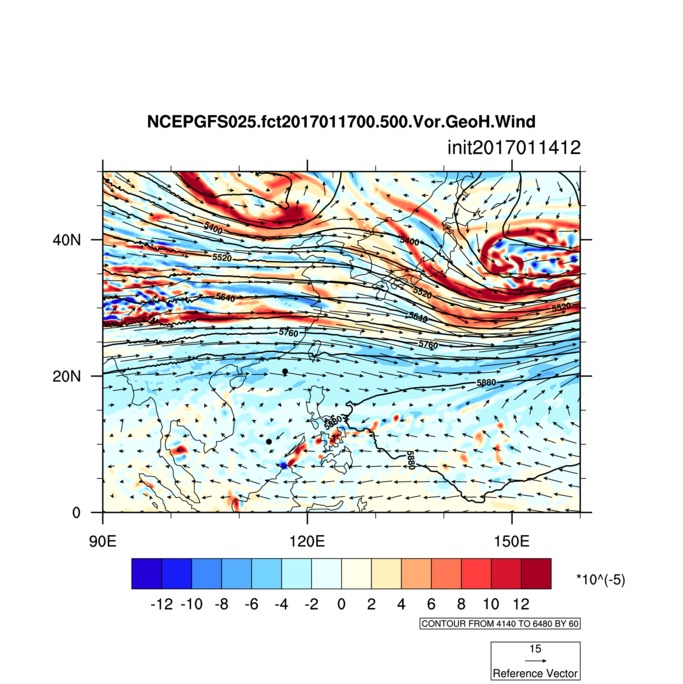 NCEPGFS025.fct2017011700.500.Vor.GeoH.Wind
init2017011412
40N
20N
0
90E
120E
150E
5400
5520
5640
5760
5400
5520
5640
5760
5520
5880
5880
5880
-12 -10 -8 -6 -4 -2 0 2 4 6 8 10 12
*10^(-5)
CONTOUR FROM 4140 TO 6480 BY 60
15
Reference Vector